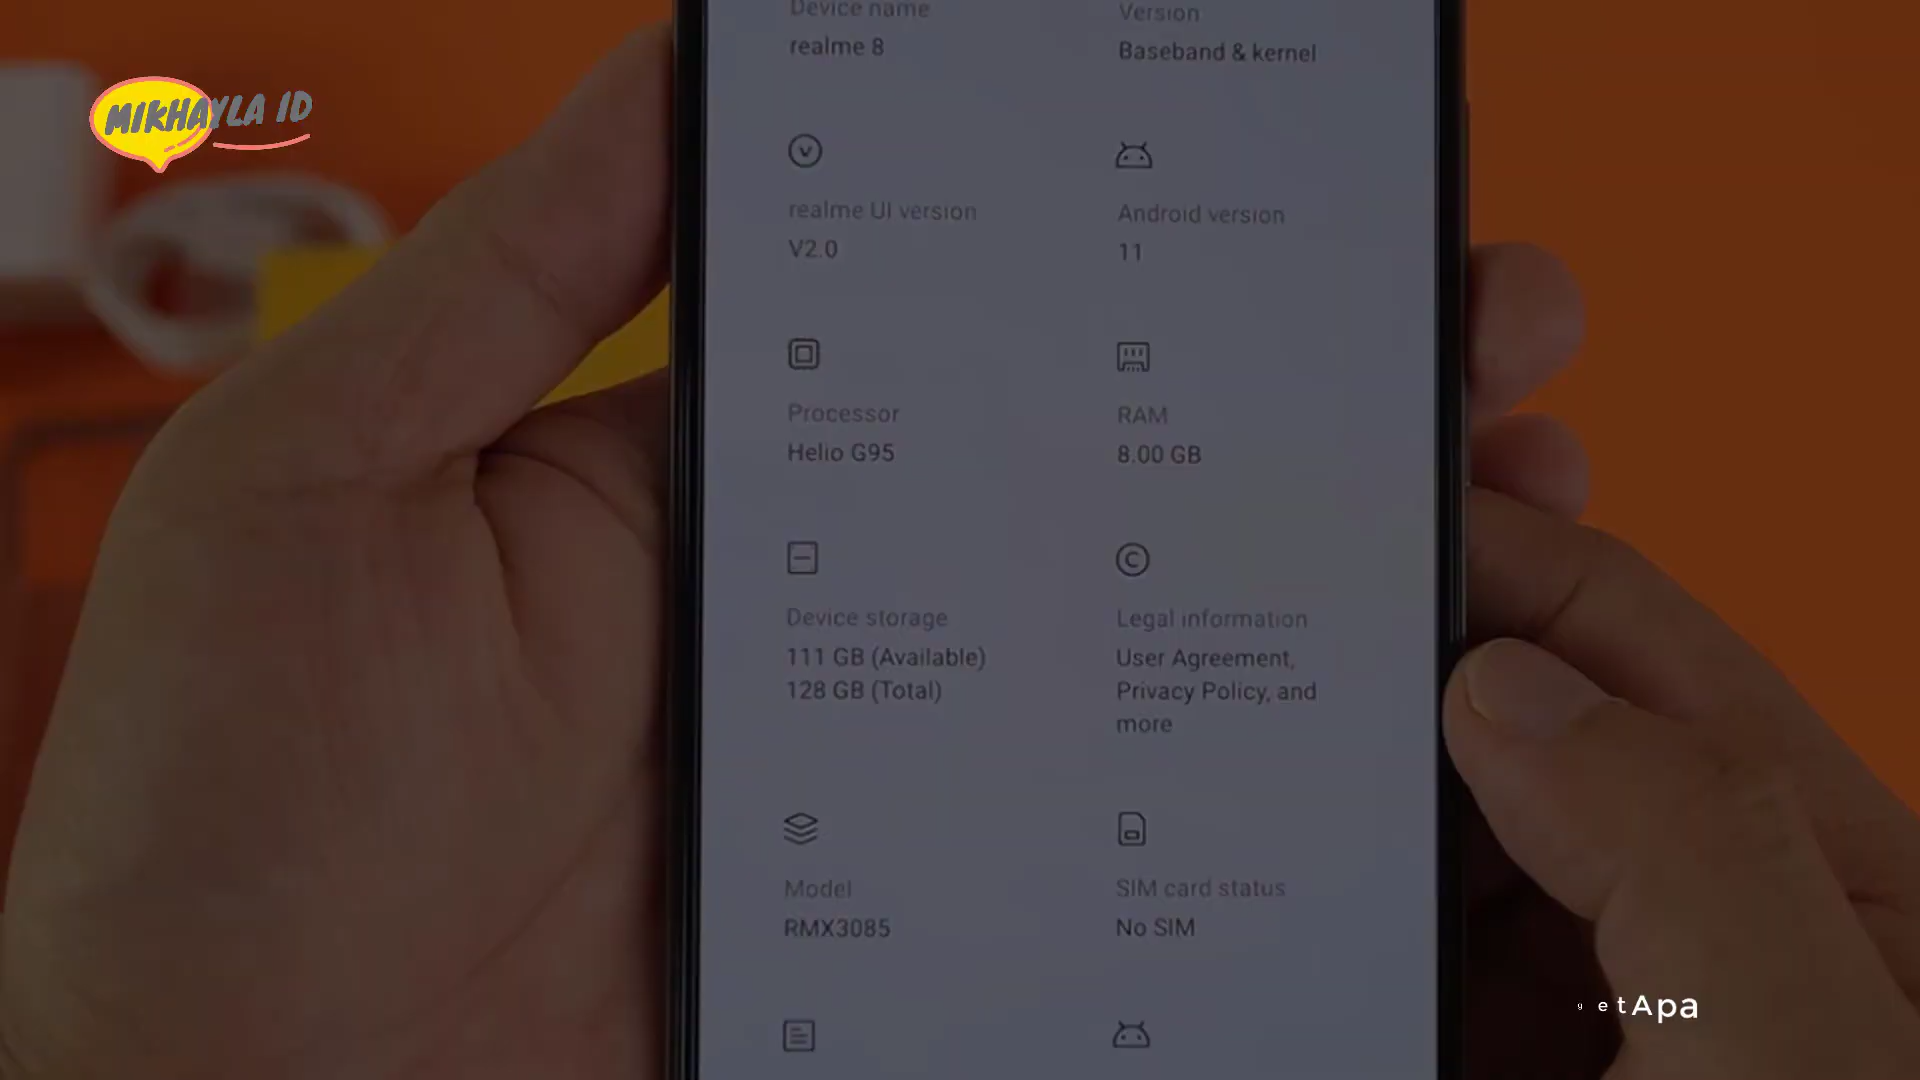 MIKHAYLA ID
Device name
realme 8
Version
Baseband & kernel
realme UI version
V2.0
Android version
11
Processor
Helio G95
RAM
8.00 GB
Device storage
111 GB (Available)
128 GB (Total)
Legal information
User Agreement,
Privacy Policy, and
more
Model
RMX3085
SIM card status
No SIM
getApa